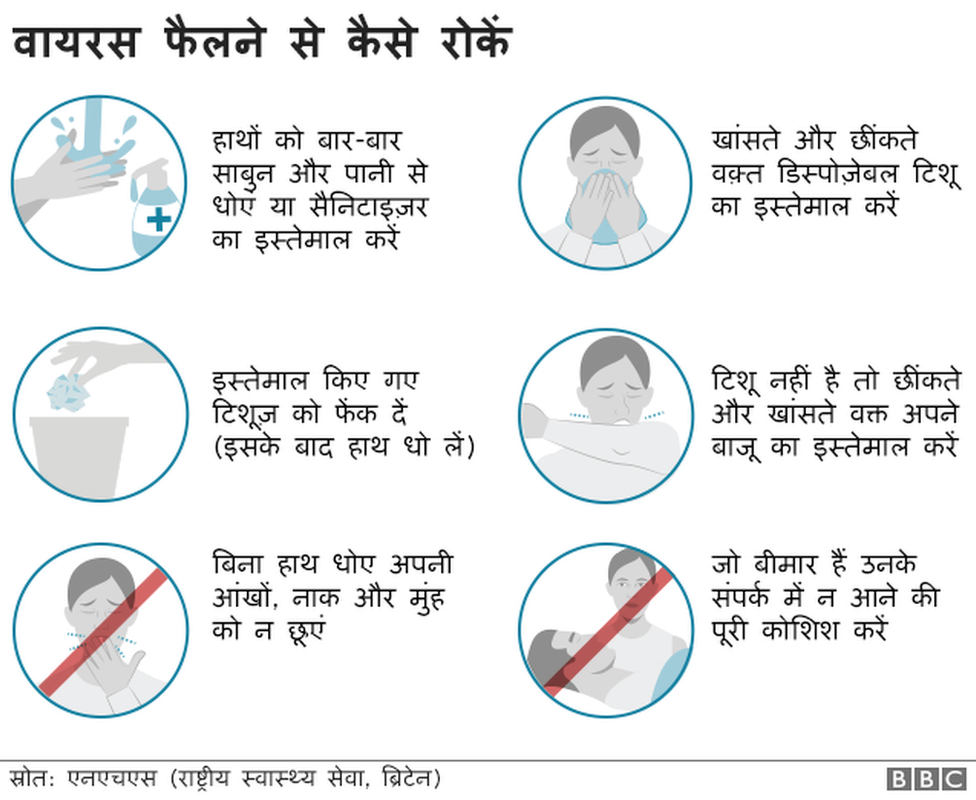 वायरस फैलने से कैसे रोकें
हाथों को बार-बार
साबुन और पानी से
धोएं या सैनिटाइज़र
का इस्तेमाल करें
खांसते और छींकते
वक़्त डिस्पोज़ेबल टिशू
का इस्तेमाल करें
इस्तेमाल किए गए
टिशूज़ को फेंक दें
(इसके बाद हाथ धो लें)
टिशू नहीं है तो छींकते
और खांसते वक्त अपने
बाजू का इस्तेमाल करें
बिना हाथ धोए अपनी
आंखों, नाक और मुंह
को न छूएं
जो बीमार हैं उनके
संपर्क में न आने की
पूरी कोशिश करें
स्रोत: एनएचएस (राष्ट्रीय स्वास्थ्य सेवा, ब्रिटेन)
BBC